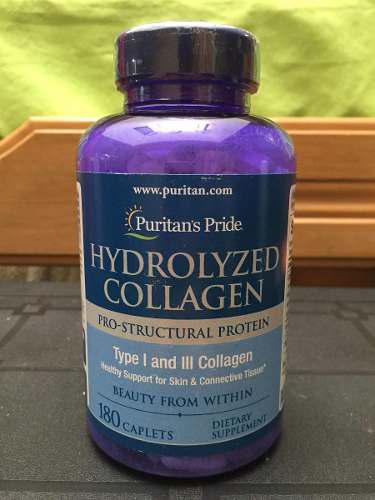 www.puritan.com
Puritan's Pride
HYDROLYZED
COLLAGEN
PRO-STRUCTURAL PROTEIN
Type I and III Collagen
Healthy Support for Skin & Connective Tissue*
BEAUTY FROM WITHIN
180 CAPLETS
DIETARY
SUPPLEMENT